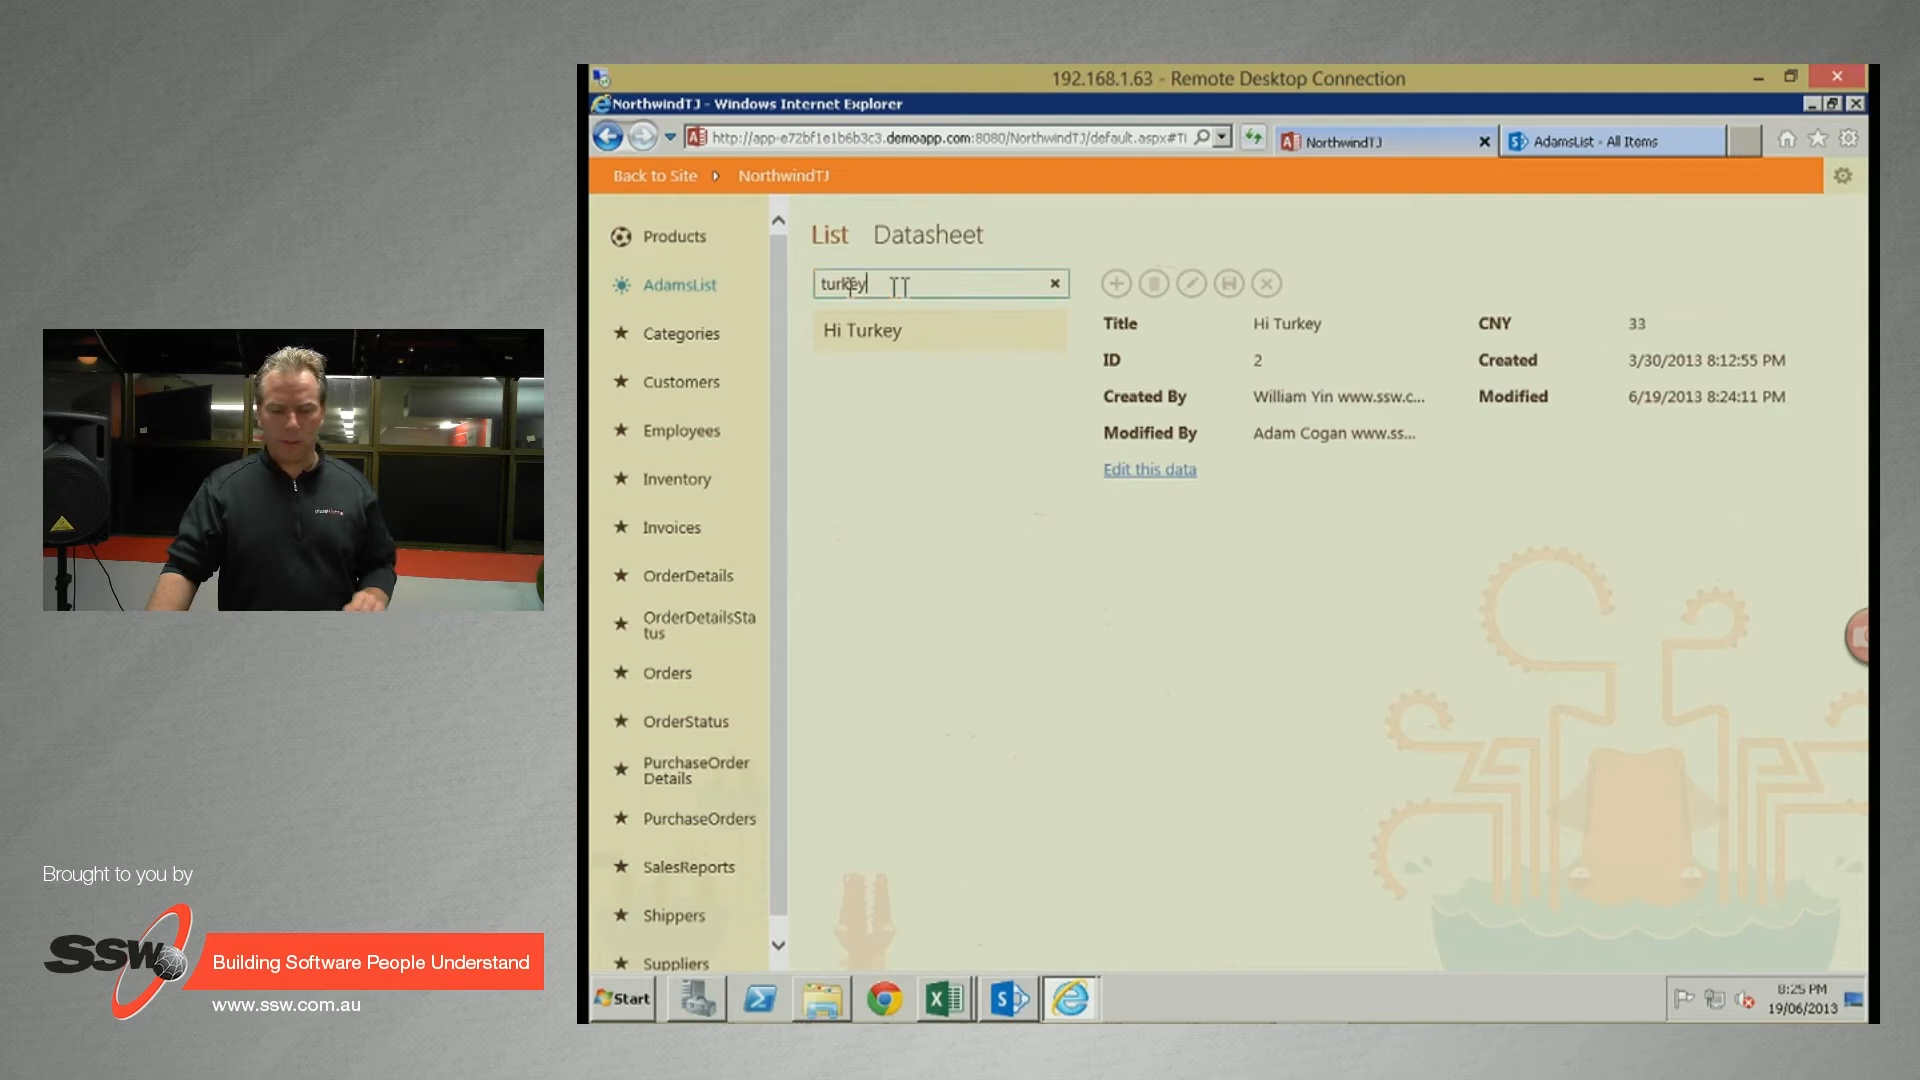 192.168.1.63 - Remote Desktop Connection
NorthwindTJ - Windows Internet Explorer
http://app-e72bf1e1b6b3c3.demoapp.com:8080/NorthwindTJ/default.aspx#Ti
NorthwindTJ
AdamsList - All Items
Back to Site
NorthwindTJ
Products
AdamsList
Categories
Customers
Employees
Inventory
Invoices
OrderDetails
OrderDetailsSta
tus
Orders
OrderStatus
PurchaseOrder
Details
PurchaseOrders
SalesReports
Shippers
Suppliers
List Datasheet
turkey
Hi Turkey
Title Hi Turkey CNY 33
ID 2 Created 3/30/2013 8:12:55 PM
Created By William Yin www.ssw.c... Modified 6/19/2013 8:24:11 PM
Modified By Adam Cogan www.ss...
Edit this data
Start
8:25 PM
19/06/2013
Brought to you by
SSW
Building Software People Understand
www.ssw.com.au